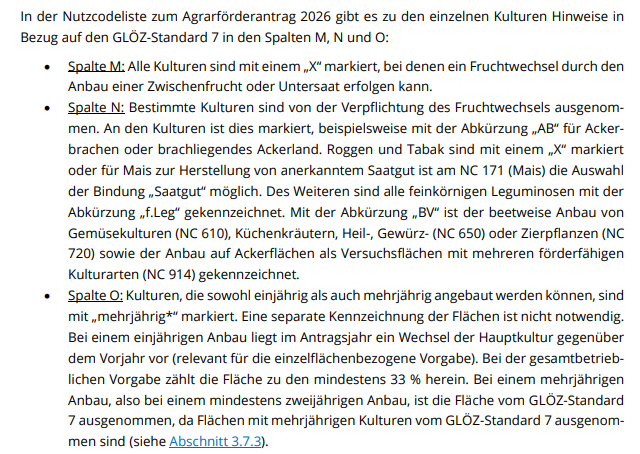 In der Nutzcodeliste zum Agrarförderantrag 2026 gibt es zu den einzelnen Kulturen Hinweise in
Bezug auf den GLÖZ-Standard 7 in den Spalten M, N und O:
• Spalte M: Alle Kulturen sind mit einem „X“ markiert, bei denen ein Fruchtwechsel durch den
Anbau einer Zwischenfrucht oder Untersaat erfolgen kann.
• Spalte N: Bestimmte Kulturen sind von der Verpflichtung des Fruchtwechsels ausgenom-
men. An den Kulturen ist dies markiert, beispielsweise mit der Abkürzung „AB“ für Acker-
brachen oder brachliegendes Ackerland. Roggen und Tabak sind mit einem „X“ markiert
oder für Mais zur Herstellung von anerkanntem Saatgut ist am NC 171 (Mais) die Auswahl
der Bindung „Saatgut“ möglich. Des Weiteren sind alle feinkörnigen Leguminosen mit der
Abkürzung „f.Leg“ gekennzeichnet. Mit der Abkürzung „BV“ ist der beetweise Anbau von
Gemüsekulturen (NC 610), Küchenkräutern, Heil-, Gewürz- (NC 650) oder Zierpflanzen (NC
720) sowie der Anbau auf Ackerflächen als Versuchsflächen mit mehreren förderfähigen
Kulturarten (NC 914) gekennzeichnet.
• Spalte O: Kulturen, die sowohl einjährig als auch mehrjährig angebaut werden können, sind
mit „mehrjährig*“ markiert. Eine separate Kennzeichnung der Flächen ist nicht notwendig.
Bei einem einjährigen Anbau liegt im Antragsjahr ein Wechsel der Hauptkultur gegenüber
dem Vorjahr vor (relevant für die einzelflächenbezogene Vorgabe). Bei der gesamtbetrieb-
lichen Vorgabe zählt die Fläche zu den mindestens 33 % herein. Bei einem mehrjährigen
Anbau, also bei einem mindestens zweijährigen Anbau, ist die Fläche vom GLÖZ-Standard
7 ausgenommen, da Flächen mit mehrjährigen Kulturen vom GLÖZ-Standard 7 ausgenom-
men sind (siehe Abschnitt 3.7.3).